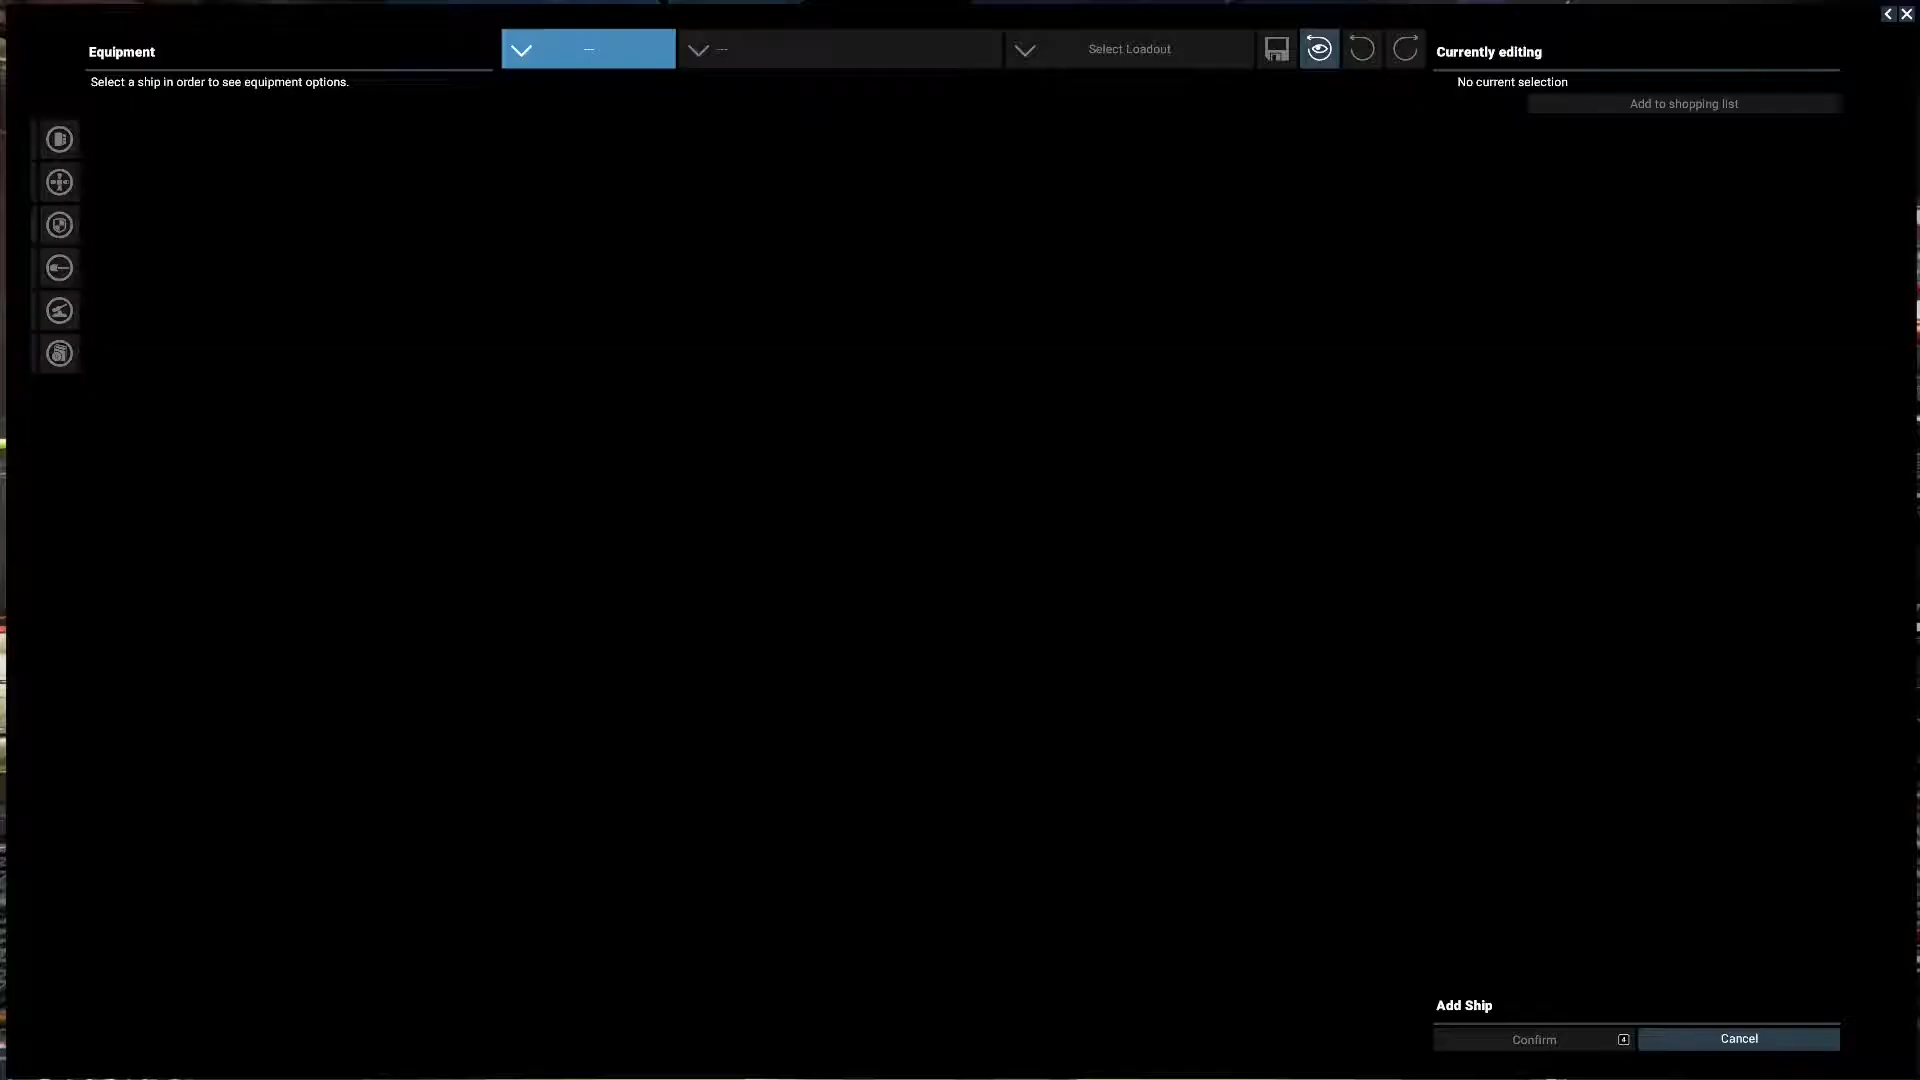 Equipment
Select a ship in order to see equipment options.
---
---
Select Loadout
Currently editing
No current selection
Add to shopping list
Add Ship
Confirm
4
Cancel